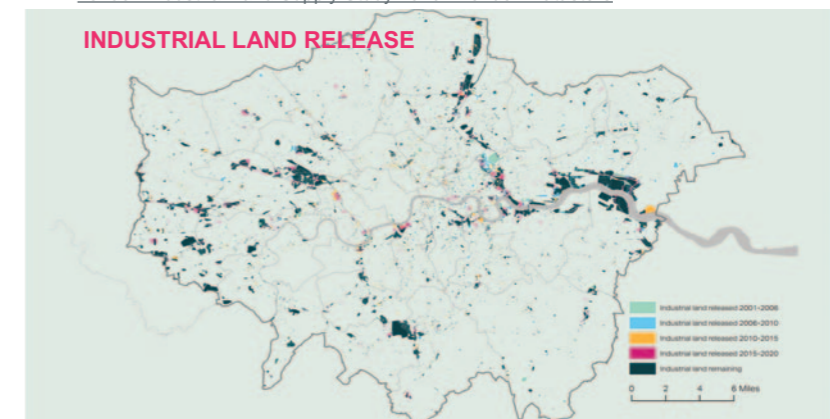 INDUSTRIAL LAND RELEASE
Industrial land released 2001-2006
Industrial land released 2006-2010
Industrial land released 2010-2015
Industrial land released 2015-2020
Industrial land remaining
0 2 4 6 Miles